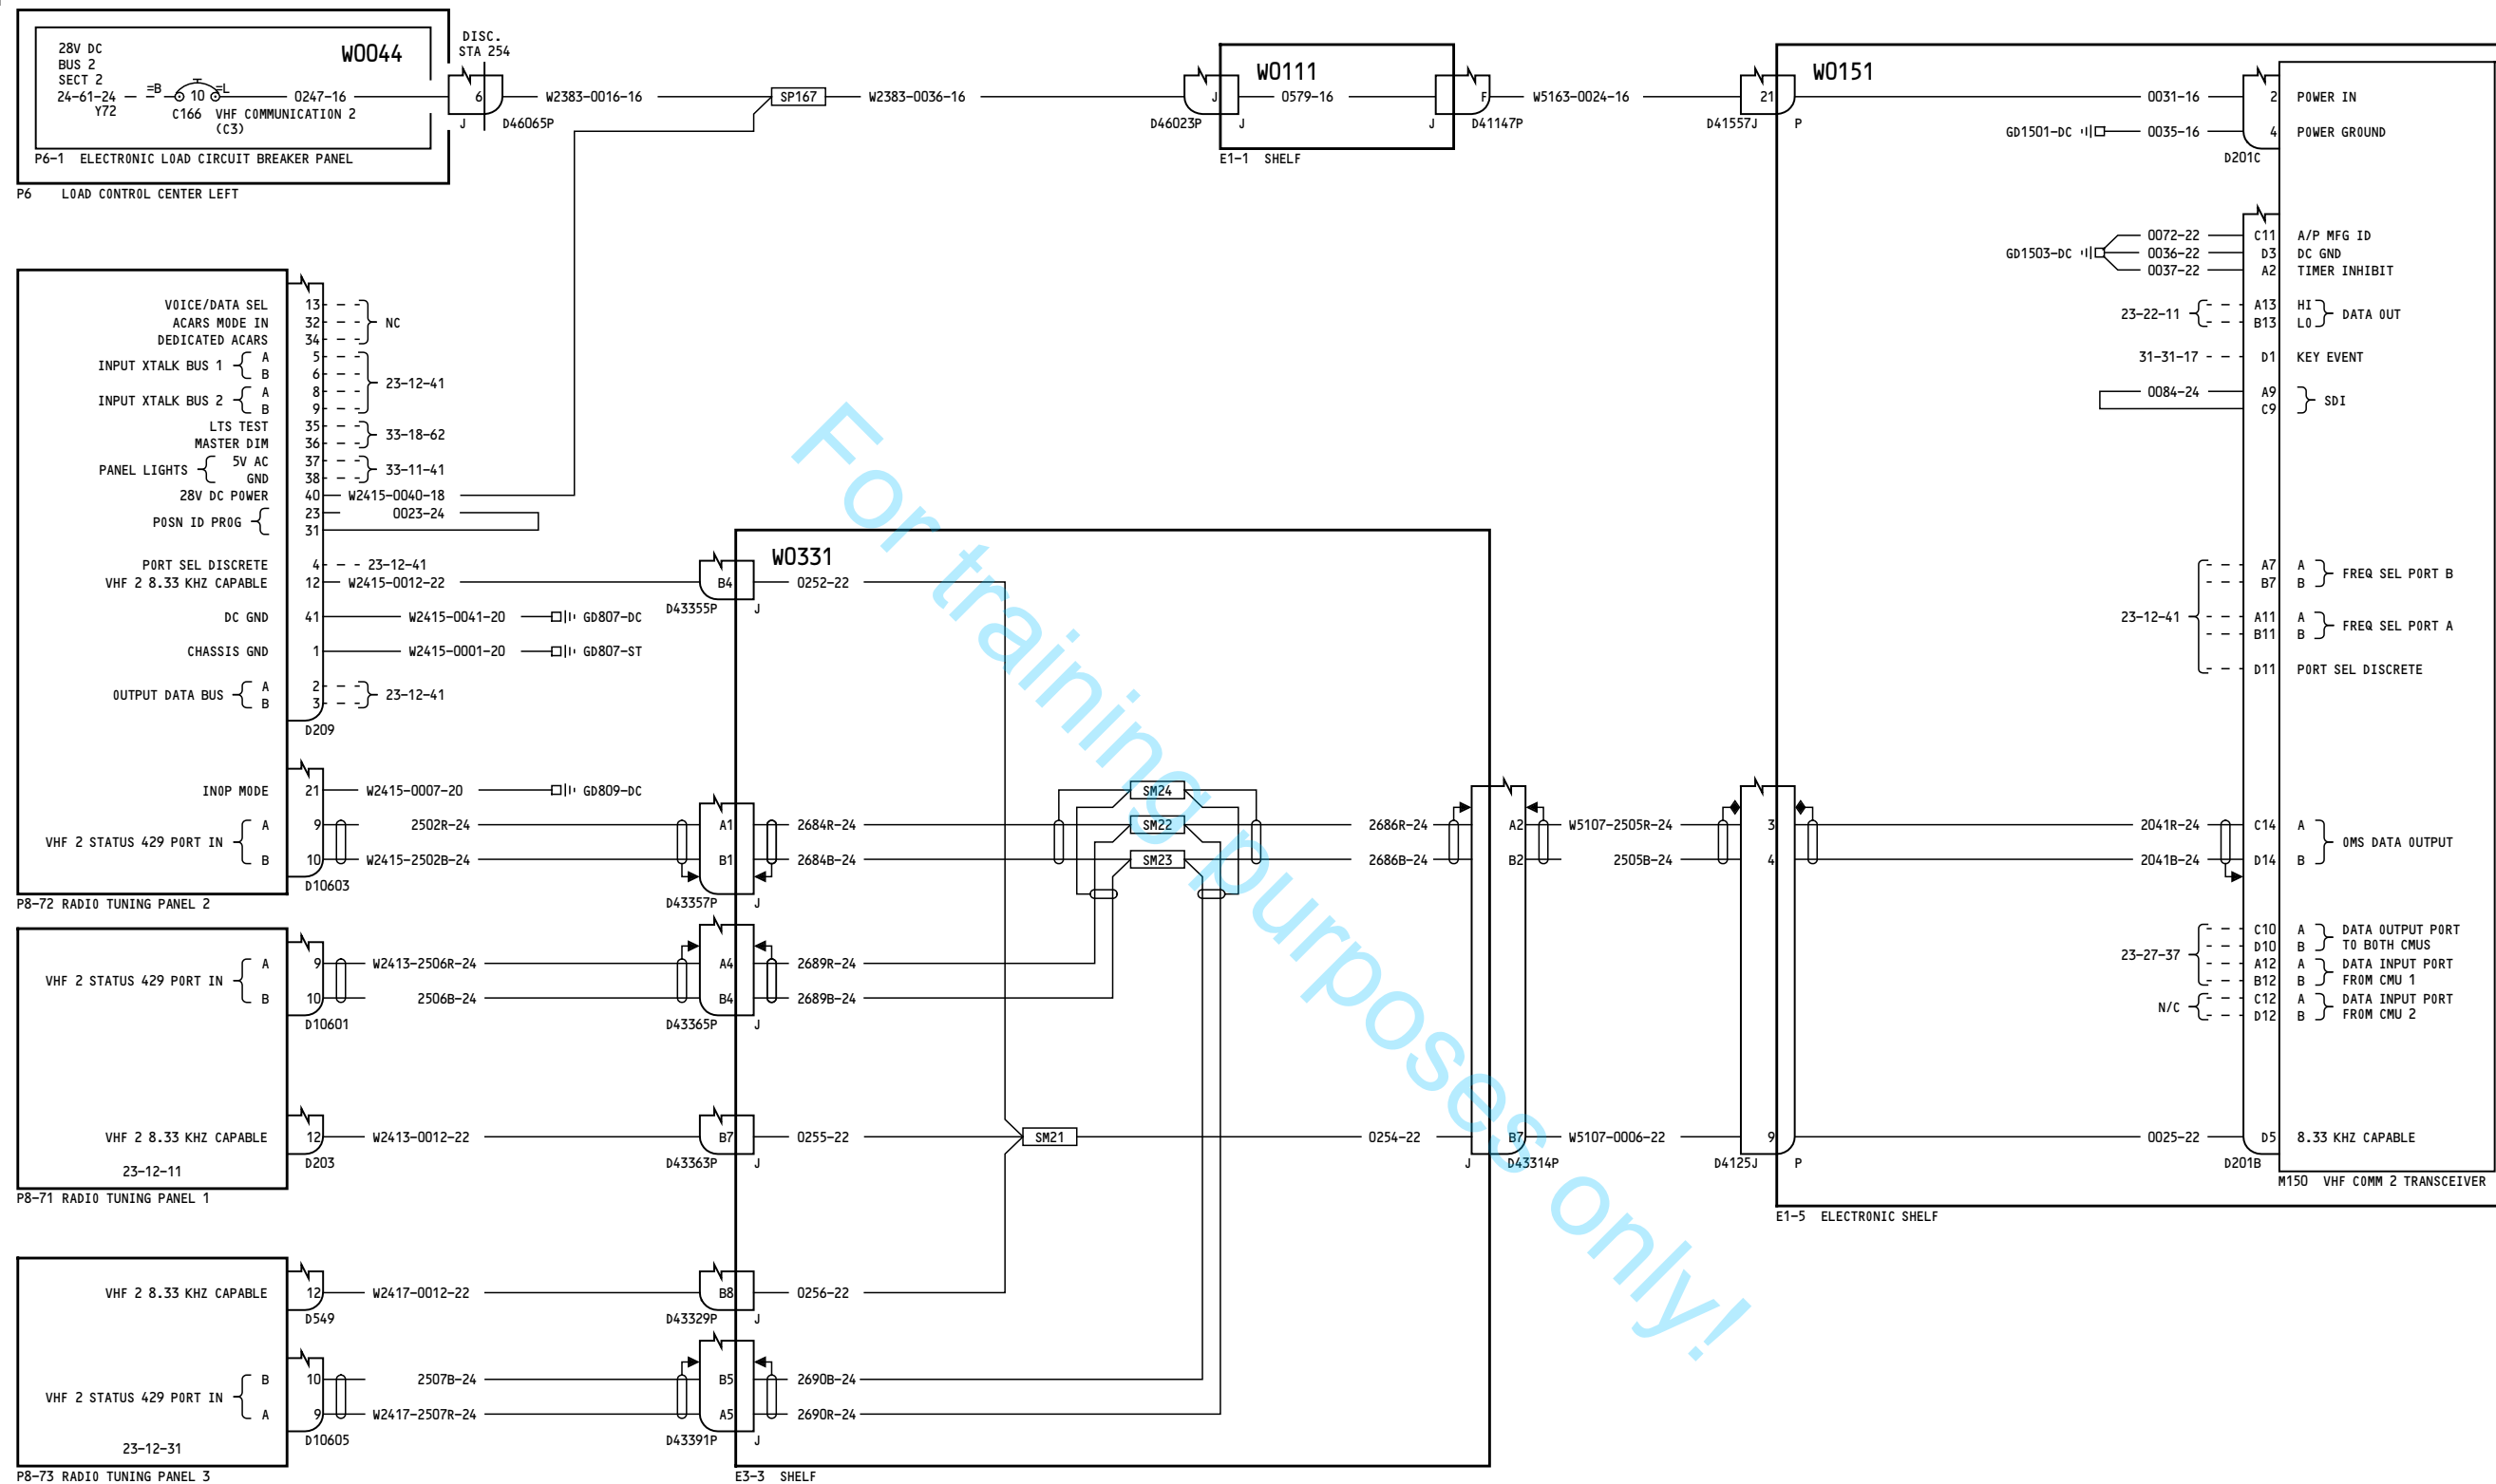 28V DC
BUS 2
SECT 2
24-61-24
Y72
=B
10
=L
C166 VHF COMMUNICATION 2
(C3)
W0044
0247-16
P6-1 ELECTRONIC LOAD CIRCUIT BREAKER PANEL
P6 LOAD CONTROL CENTER LEFT
DISC.
STA 254
6
J D46065P
W2383-0016-16
SP167
W2383-0036-16
J
D46023P J
W0111
0579-16
F
J D41147P
E1-1 SHELF
W5163-0024-16
21
D41557J P
W0151
0031-16 2 POWER IN
GD1501-DC 0035-16 4 POWER GROUND
D201C
0072-22 C11 A/P MFG ID
GD1503-DC 0036-22 D3 DC GND
0037-22 A2 TIMER INHIBIT
A13 HI
23-22-11 DATA OUT
B13 LO
31-31-17 D1 KEY EVENT
0084-24 A9
SDI
C9
A7 A
FREQ SEL PORT B
B7 B
23-12-41
A11 A
FREQ SEL PORT A
B11 B
D11 PORT SEL DISCRETE
VOICE/DATA SEL 13
ACARS MODE IN 32 NC
DEDICATED ACARS 34
A 5
INPUT XTALK BUS 1
B 6
23-12-41
A 8
INPUT XTALK BUS 2
B 9
LTS TEST 35
33-18-62
MASTER DIM 36
5V AC 37
PANEL LIGHTS 33-11-41
GND 38
28V DC POWER 40 W2415-0040-18
23 0023-24
POSN ID PROG
31
PORT SEL DISCRETE 4 23-12-41
VHF 2 8.33 KHZ CAPABLE 12 W2415-0012-22
DC GND 41 W2415-0041-20 GD807-DC
CHASSIS GND 1 W2415-0001-20 GD807-ST
A 2
OUTPUT DATA BUS 23-12-41
B 3
D209
INOP MODE 21 W2415-0007-20 GD809-DC
A 9 2502R-24
VHF 2 STATUS 429 PORT IN
B 10 W2415-2502B-24
D10603
P8-72 RADIO TUNING PANEL 2
W0331
B4 0252-22
D43355P J
A1 2684R-24
B1 2684B-24
D43357P J
SM24
SM22
SM23
2686R-24 A2 W5107-2505R-24 3 2041R-24 C14 A
OMS DATA OUTPUT
2686B-24 B2 2505B-24 4 2041B-24 D14 B
A 9 W2413-2506R-24 A4 2689R-24
VHF 2 STATUS 429 PORT IN
B 10 2506B-24 B4 2689B-24
D10601 D43365P J
C10 A DATA OUTPUT PORT
D10 B TO BOTH CMUS
23-27-37
A12 A DATA INPUT PORT
B12 B FROM CMU 1
C12 A DATA INPUT PORT
N/C
D12 B FROM CMU 2
VHF 2 8.33 KHZ CAPABLE 12 W2413-0012-22 B7 0255-22 SM21 0254-22 B7 W5107-0006-22 9 0025-22 D5 8.33 KHZ CAPABLE
D203 D43363P J J D43314P D4125J P D201B
23-12-11
P8-71 RADIO TUNING PANEL 1
M150 VHF COMM 2 TRANSCEIVER
E1-5 ELECTRONIC SHELF
VHF 2 8.33 KHZ CAPABLE 12 W2417-0012-22 B8 0256-22
D549 D43329P J
B 10 2507B-24 B5 2690B-24
VHF 2 STATUS 429 PORT IN
A 9 W2417-2507R-24 A5 2690R-24
D10605 D43391P J
23-12-31
P8-73 RADIO TUNING PANEL 3
E3-3 SHELF
For training purposes only!